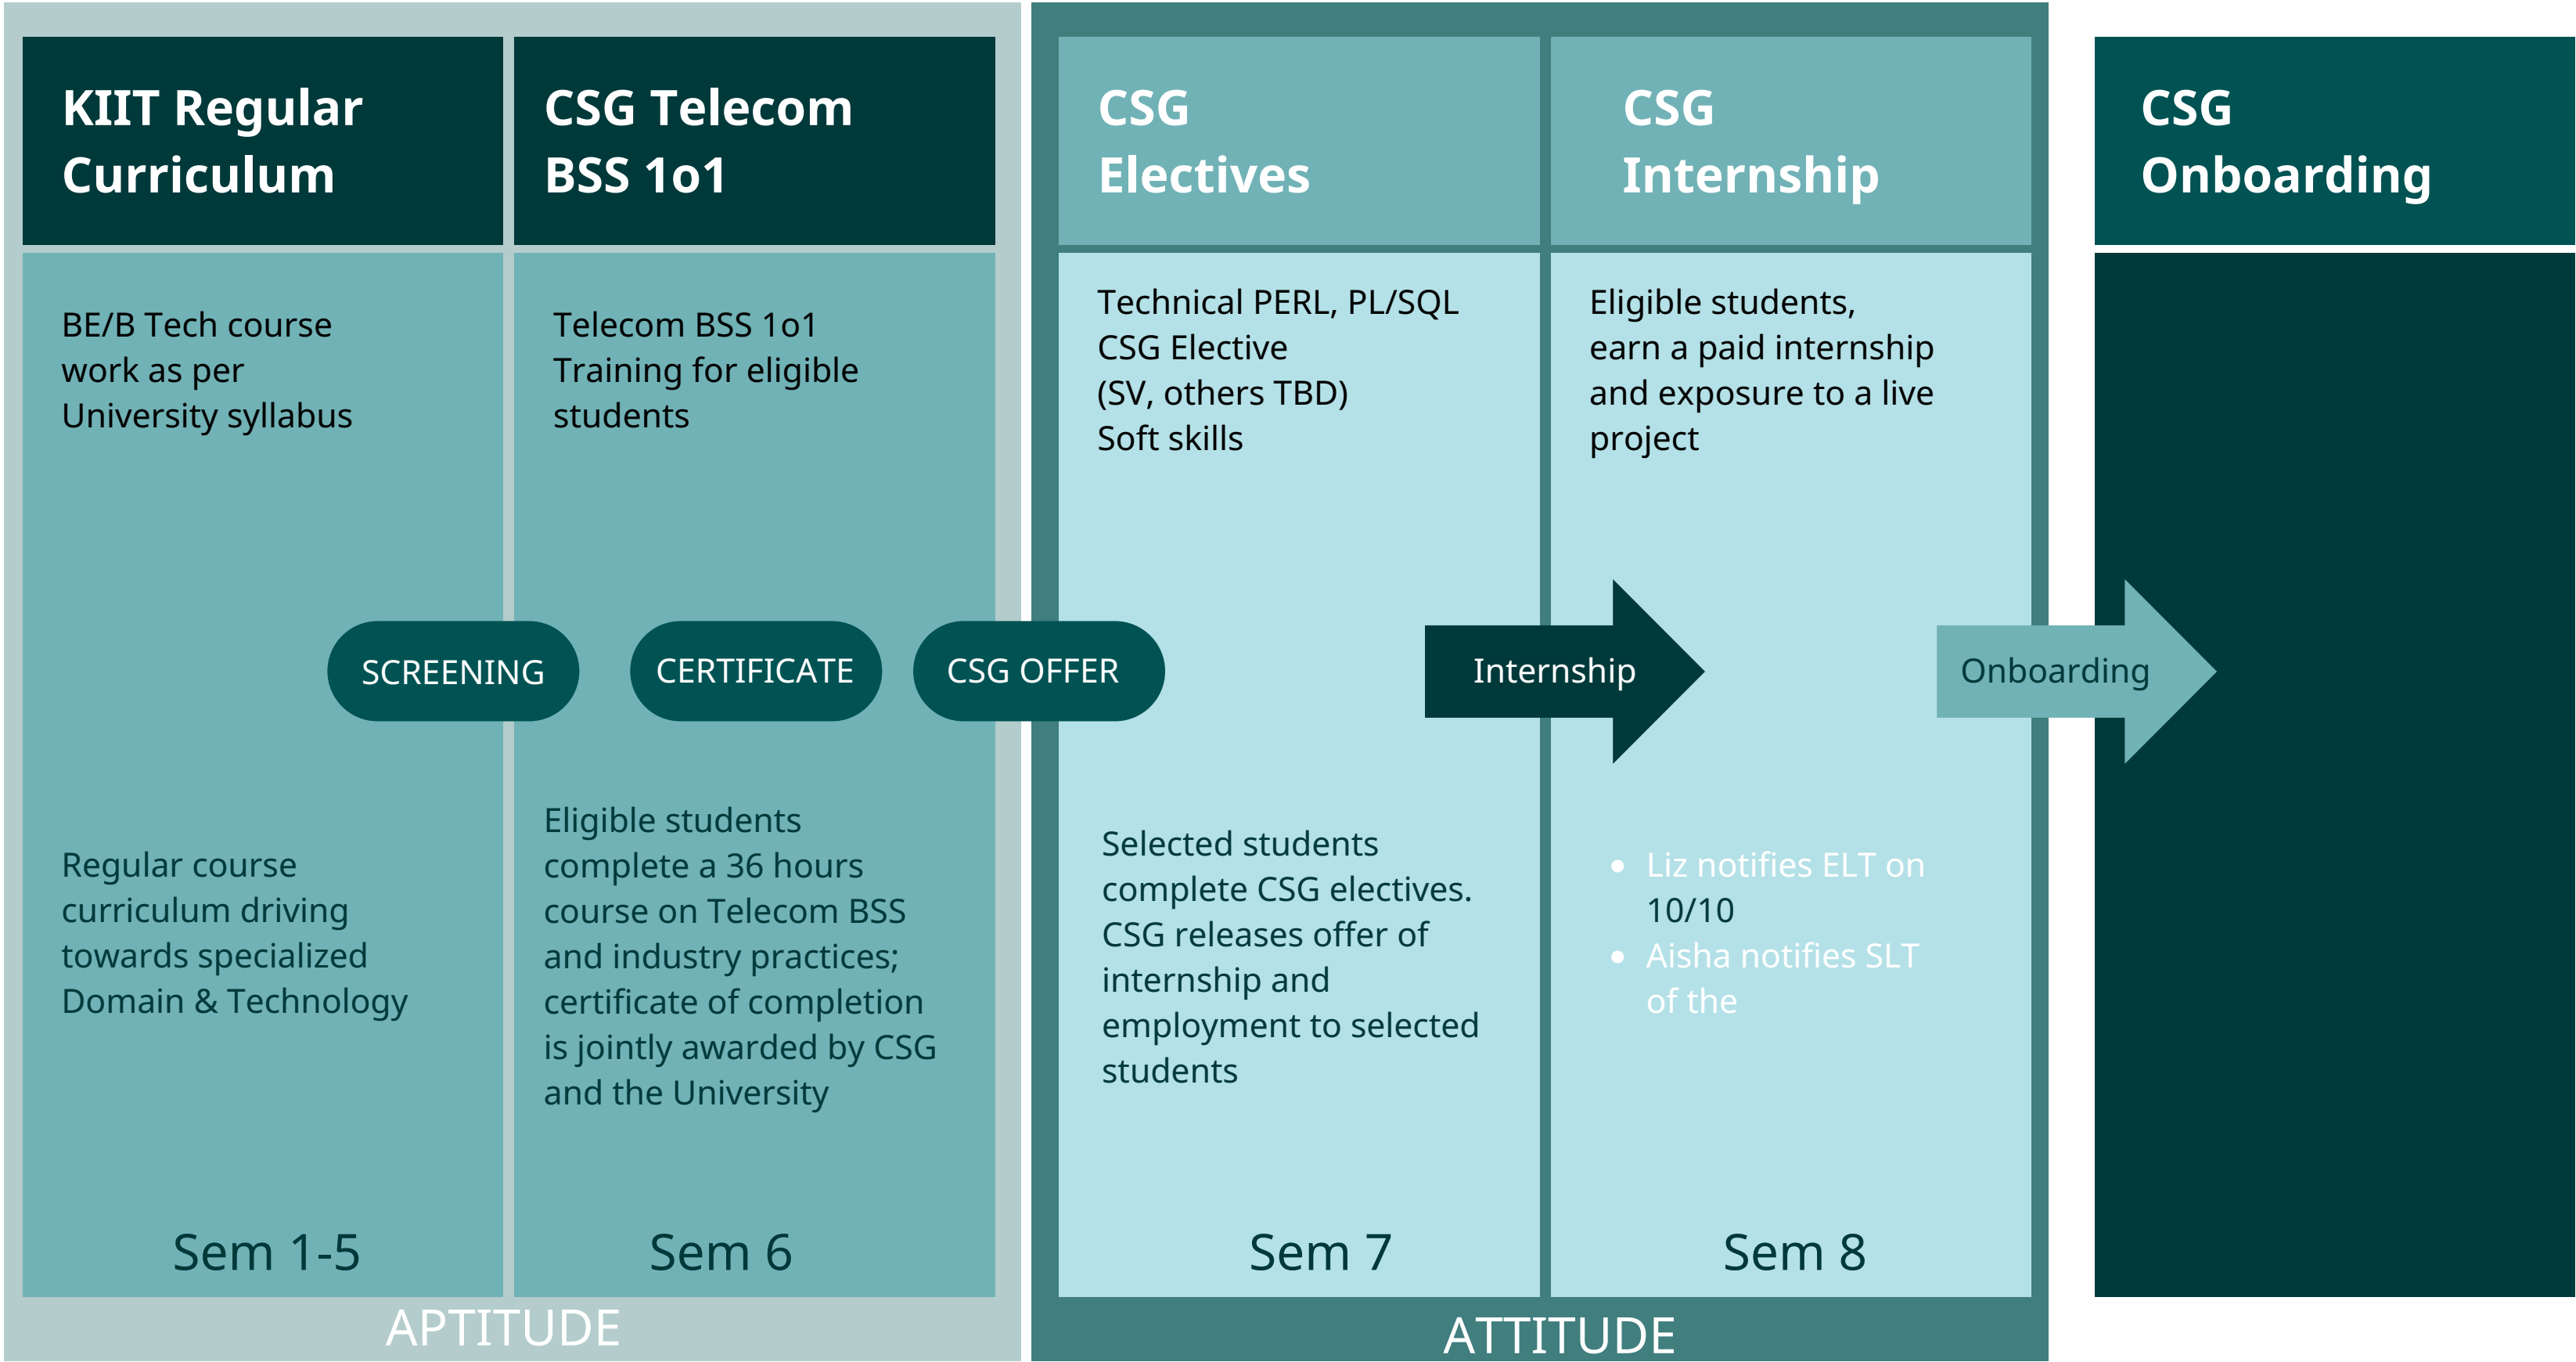 KIIT Regular
Curriculum
BE/B Tech course
work as per
University syllabus
SCREENING
Regular course
curriculum driving
towards specialized
Domain & Technology
Sem 1-5
CSG Telecom
BSS 1o1
Telecom BSS 1o1
Training for eligible
students
CERTIFICATE
Eligible students
complete a 36 hours
course on Telecom BSS
and industry practices;
certificate of completion
is jointly awarded by CSG
and the University
Sem 6
APTITUDE
CSG OFFER
CSG
Electives
Technical PERL, PL/SQL
CSG Elective
(SV, others TBD)
Soft skills
Selected students
complete CSG electives.
CSG releases offer of
internship and
employment to selected
students
Sem 7
Internship
CSG
Internship
Eligible students,
earn a paid internship
and exposure to a live
project
• Liz notifies ELT on
10/10
• Aisha notifies SLT
of the
Sem 8
ATTITUDE
Onboarding
CSG
Onboarding